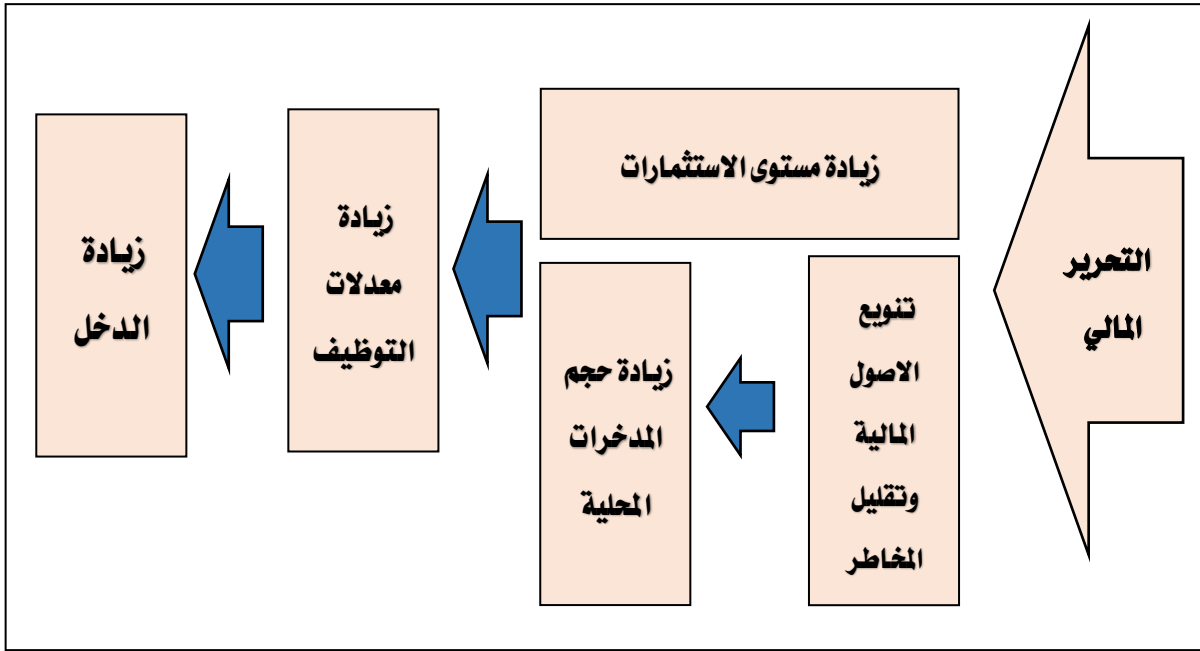 التحرير
المالي
زيادة مستوى الاستثمارات
تنويع
الاصول
المالية
وتقليل
المخاطر
زيادة حجم
المدخرات
المحلية
زيادة
معدلات
التوظيف
زيادة
الدخل